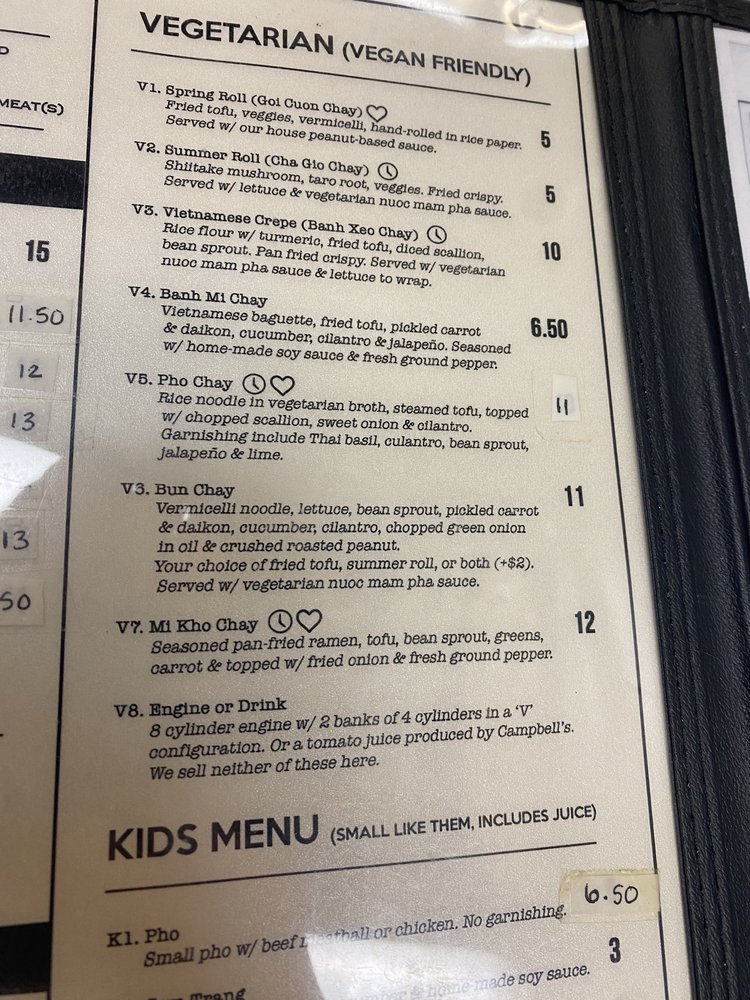 D
MEAT(S)
15
11.50
12
13
13
50
VEGETARIAN (VEGAN FRIENDLY)
V1. Spring Roll (Goi Cuon Chay)
Fried tofu, veggies, vermicelli, hand-rolled in rice paper. 5
Served w/ our house peanut-based sauce.
V2. Summer Roll (Cha Gio Chay)
Shiitake mushroom, taro root, veggies. Fried crispy. 5
Served w/ lettuce & vegetarian nuoc mam pha sauce.
V3. Vietnamese Crepe (Banh Xeo Chay)
Rice flour w/ turmeric, fried tofu, diced scallion, 10
bean sprout. Pan fried crispy. Served w/ vegetarian
nuoc mam pha sauce & lettuce to wrap.
V4. Banh Mi Chay
Vietnamese baguette, fried tofu, pickled carrot 6.50
& daikon, cucumber, cilantro & jalapeño. Seasoned
w/ home-made soy sauce & fresh ground pepper.
V5. Pho Chay
Rice noodle in vegetarian broth, steamed tofu, topped 11
w/ chopped scallion, sweet onion & cilantro.
Garnishing include Thai basil, culantro, bean sprout,
jalapeño & lime.
V3. Bun Chay 11
Vermicelli noodle, lettuce, bean sprout, pickled carrot
& daikon, cucumber, cilantro, chopped green onion
in oil & crushed roasted peanut.
Your choice of fried tofu, summer roll, or both (+$2).
Served w/ vegetarian nuoc mam pha sauce.
V7. Mi Kho Chay 12
Seasoned pan-fried ramen, tofu, bean sprout, greens,
carrot & topped w/ fried onion & fresh ground pepper.
V8. Engine or Drink
8 cylinder engine w/ 2 banks of 4 cylinders in a 'V'
configuration. Or a tomato juice produced by Campbell's.
We sell neither of these here.
KIDS MENU (SMALL LIKE THEM, INCLUDES JUICE)
K1. Pho 6.50
Small pho w/ beef meatball or chicken. No garnishing.
Trang 3
& home-made soy sauce.